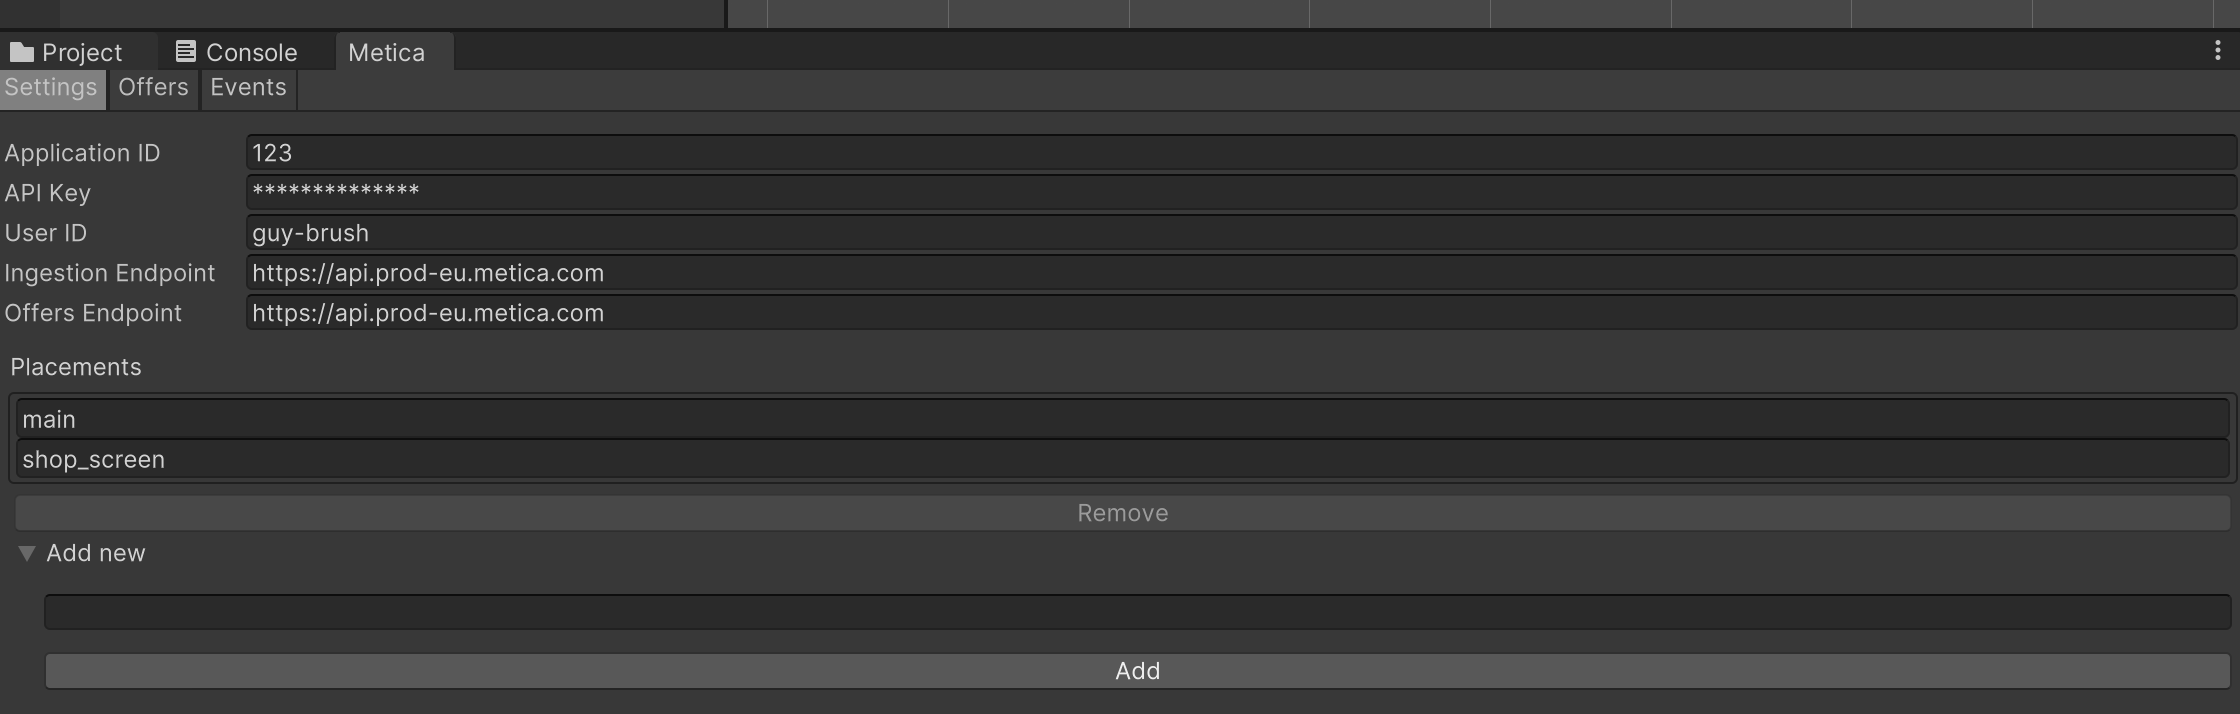 Project Console Metica
Settings Offers Events
Application ID 123
API Key **************
User ID guy-brush
Ingestion Endpoint https://api.prod-eu.metica.com
Offers Endpoint https://api.prod-eu.metica.com
Placements
main
shop_screen
Remove
Add new
Add